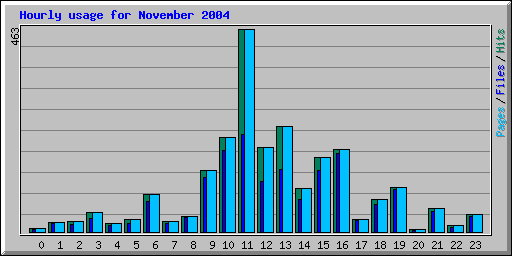 Hourly usage for November 2004
463
Pages / Files / Hits
0 1 2 3 4 5 6 7 8 9 10 11 12 13 14 15 16 17 18 19 20 21 22 23